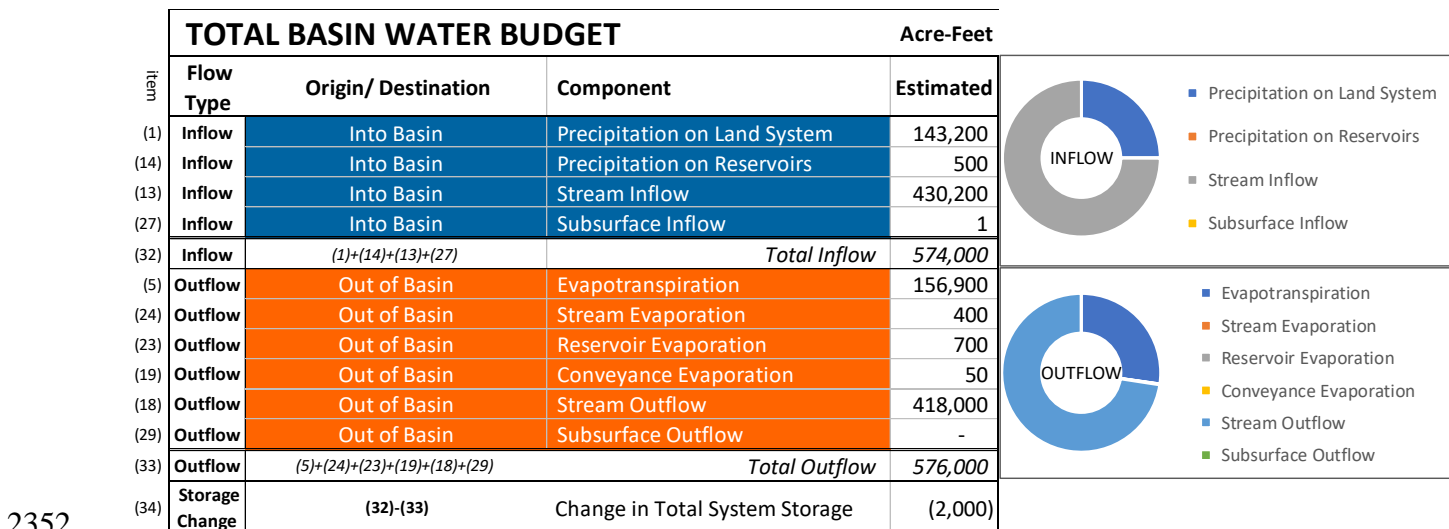 TOTAL BASIN WATER BUDGET Acre-Feet
item Flow Type Origin/ Destination Component Estimated
(1) Inflow Into Basin Precipitation on Land System 143,200
(14) Inflow Into Basin Precipitation on Reservoirs 500
(13) Inflow Into Basin Stream Inflow 430,200
(27) Inflow Into Basin Subsurface Inflow 1
(32) Inflow (1)+(14)+(13)+(27) Total Inflow 574,000
(5) Outflow Out of Basin Evapotranspiration 156,900
(24) Outflow Out of Basin Stream Evaporation 400
(23) Outflow Out of Basin Reservoir Evaporation 700
(19) Outflow Out of Basin Conveyance Evaporation 50
(18) Outflow Out of Basin Stream Outflow 418,000
(29) Outflow Out of Basin Subsurface Outflow -
(33) Outflow (5)+(24)+(23)+(19)+(18)+(29) Total Outflow 576,000
(34) Storage Change (32)-(33) Change in Total System Storage (2,000)
INFLOW
Precipitation on Land System
Precipitation on Reservoirs
Stream Inflow
Subsurface Inflow
OUTFLOW
Evapotranspiration
Stream Evaporation
Reservoir Evaporation
Conveyance Evaporation
Stream Outflow
Subsurface Outflow
2352